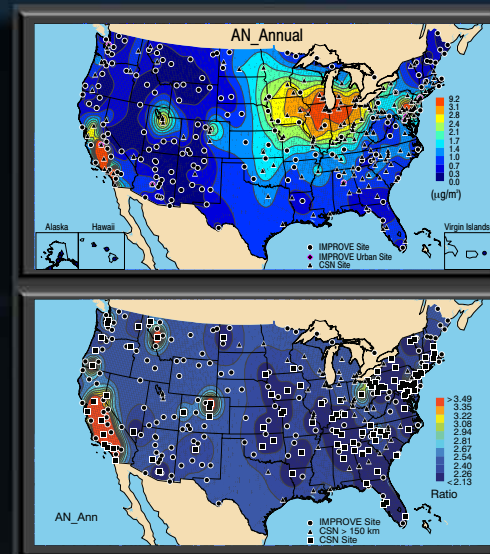 AN_Annual
9.2
3.1
2.8
2.4
2.1
1.7
1.4
1.0
0.7
0.3
0.0
(µg/m³)
Alaska
Hawaii
Virgin Islands
IMPROVE Site
IMPROVE Urban Site
CSN Site
>3.49
3.35
3.22
3.08
2.94
2.81
2.67
2.54
2.40
2.26
<2.13
Ratio
AN_Ann
IMPROVE Site
CSN > 150 km
CSN Site